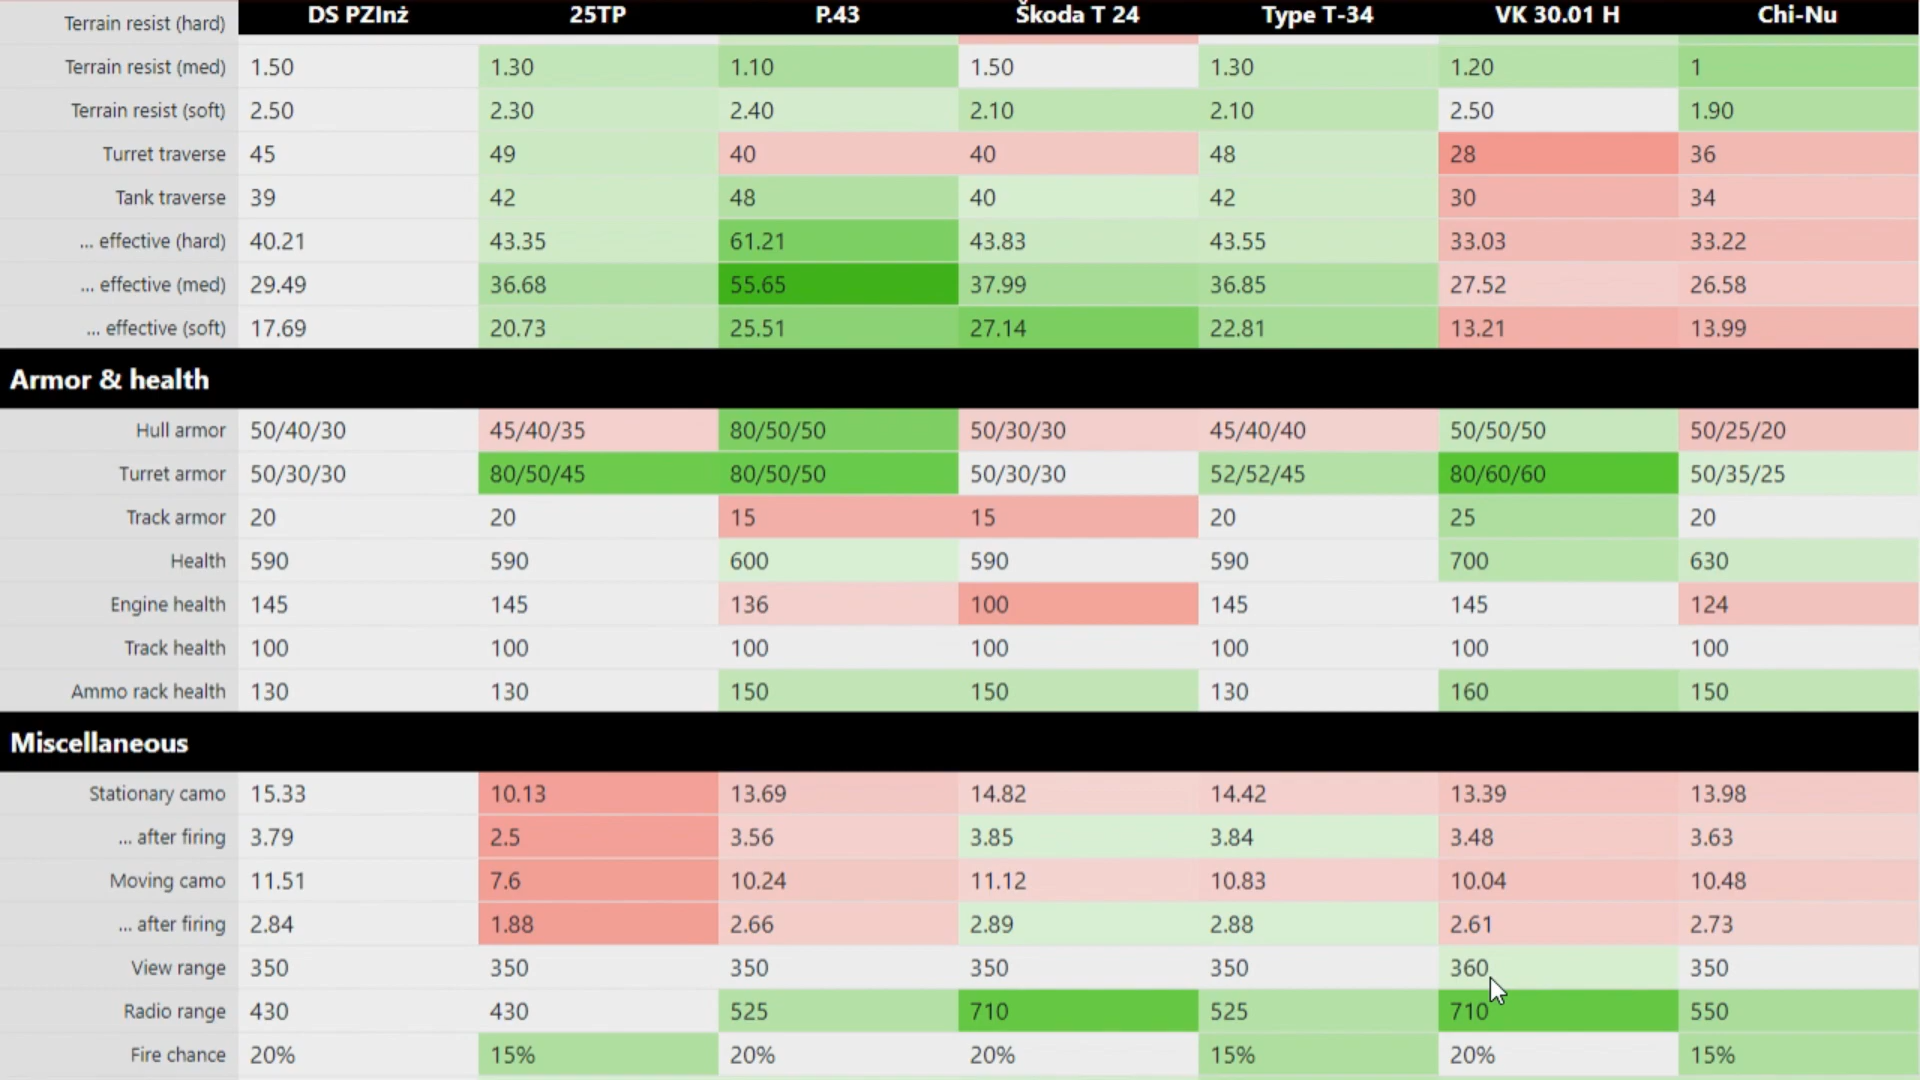 Terrain resist (hard) DS PZInż 25TP P.43 Škoda T 24 Type T-34 VK 30.01 H Chi-Nu
Terrain resist (med) 1.50 1.30 1.10 1.50 1.30 1.20 1
Terrain resist (soft) 2.50 2.30 2.40 2.10 2.10 2.50 1.90
Turret traverse 45 49 40 40 48 28 36
Tank traverse 39 42 48 40 42 30 34
... effective (hard) 40.21 43.35 61.21 43.83 43.55 33.03 33.22
... effective (med) 29.49 36.68 55.65 37.99 36.85 27.52 26.58
... effective (soft) 17.69 20.73 25.51 27.14 22.81 13.21 13.99
Armor & health
Hull armor 50/40/30 45/40/35 80/50/50 50/30/30 45/40/40 50/50/50 50/25/20
Turret armor 50/30/30 80/50/45 80/50/50 50/30/30 52/52/45 80/60/60 50/35/25
Track armor 20 20 15 15 20 25 20
Health 590 590 600 590 590 700 630
Engine health 145 145 136 100 145 145 124
Track health 100 100 100 100 100 100 100
Ammo rack health 130 130 150 150 130 160 150
Miscellaneous
Stationary camo 15.33 10.13 13.69 14.82 14.42 13.39 13.98
... after firing 3.79 2.5 3.56 3.85 3.84 3.48 3.63
Moving camo 11.51 7.6 10.24 11.12 10.83 10.04 10.48
... after firing 2.84 1.88 2.66 2.89 2.88 2.61 2.73
View range 350 350 350 350 350 360 350
Radio range 430 430 525 710 525 710 550
Fire chance 20% 15% 20% 20% 15% 20% 15%